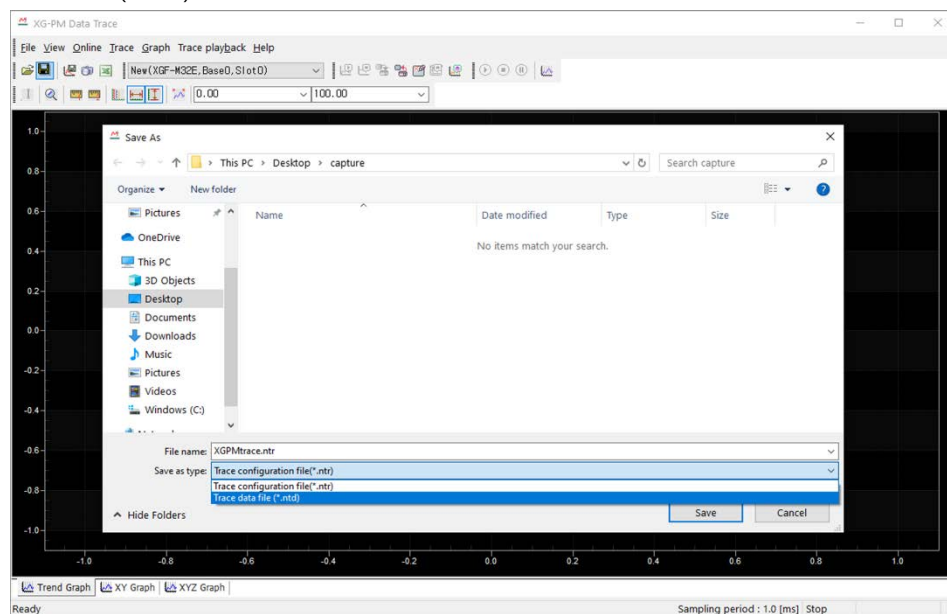 XG-PM Data Trace
File View Online Trace Graph Trace playback Help
New(XGF-M32E,Base0,Slot0)
0.00 100.00
Save As
This PC > Desktop > capture
Search capture
Organize New folder
Name Date modified Type Size
No items match your search.
Pictures
OneDrive
This PC
3D Objects
Desktop
Documents
Downloads
Music
Pictures
Videos
Windows (C:)
File name: XGPMtrace.ntr
Save as type: Trace configuration file(*.ntr)
Trace configuration file(*.ntr)
Trace data file (*.ntd)
Hide Folders
Save Cancel
1.0
0.8
0.6
0.4
0.2
0.0
-0.2
-0.4
-0.6
-0.8
-1.0
-1.0 -0.8 -0.6 -0.4 -0.2 0.0 0.2 0.4 0.6 0.8 1.0
Trend Graph XY Graph XYZ Graph
Ready Sampling period : 1.0 [ms] Stop